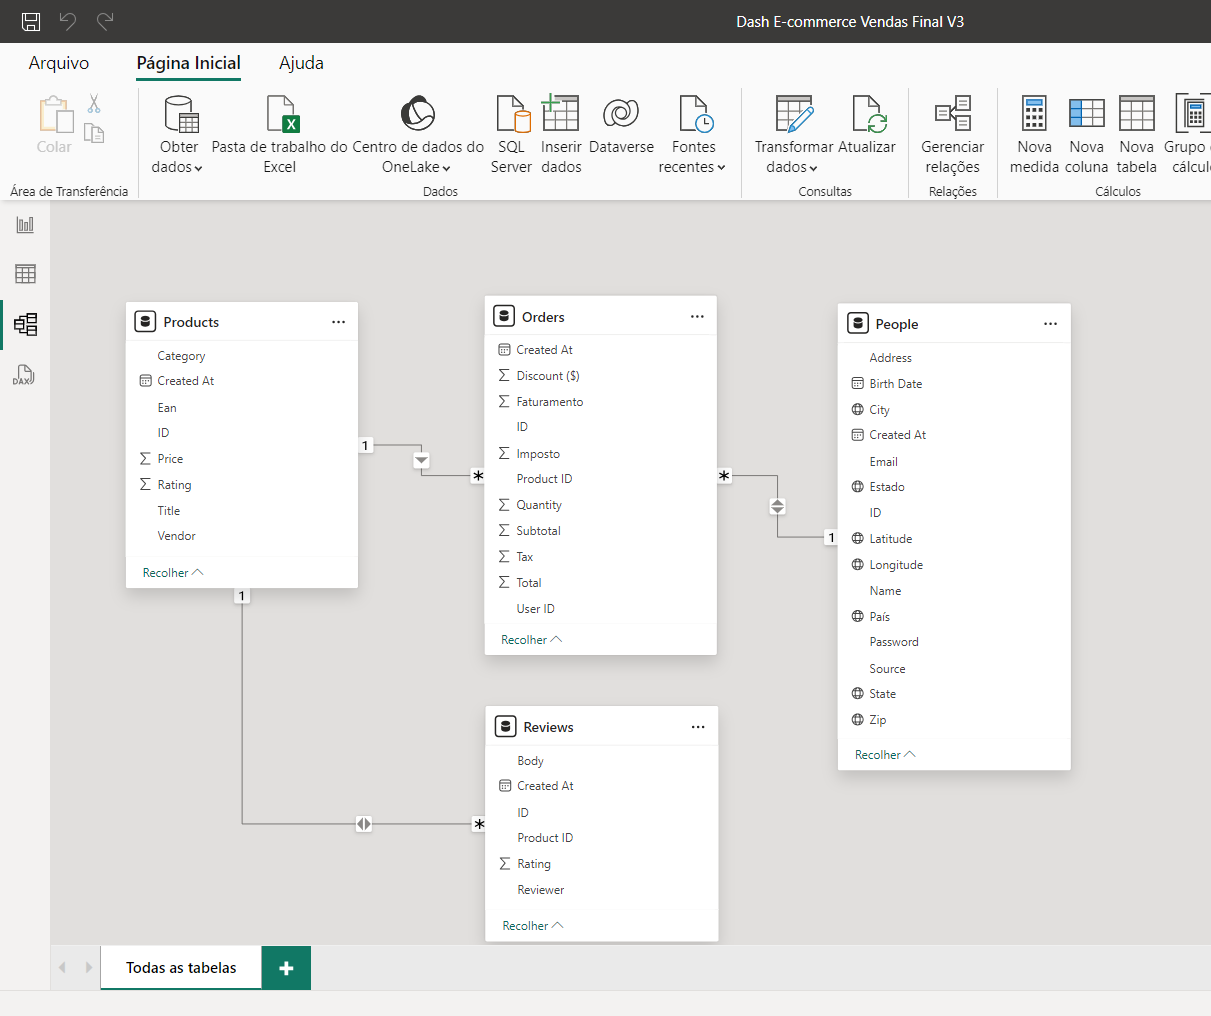 Dash E-commerce Vendas Final V3
Arquivo
Página Inicial
Ajuda
Colar
Obter
dados
Pasta de trabalho do
Excel
Centro de dados do
OneLake
SQL
Server
Inserir
dados
Dataverse
Fontes
recentes
Transformar
dados
Atualizar
Gerenciar
relações
Nova
medida
Nova
coluna
Nova
tabela
Grupo
Área de Transferência
Dados
Consultas
Relações
Cálculos
DAX
Products
Category
Created At
Ean
ID
Price
Rating
Title
Vendor
Recolher
1
*
1
Orders
Created At
Discount ($)
Faturamento
ID
Imposto
Product ID
Quantity
Subtotal
Tax
Total
User ID
Recolher
*
1
People
Address
Birth Date
City
Created At
Email
Estado
ID
Latitude
Longitude
Name
País
Password
Source
State
Zip
Recolher
Reviews
Body
Created At
ID
Product ID
Rating
Reviewer
Recolher
*
Todas as tabelas